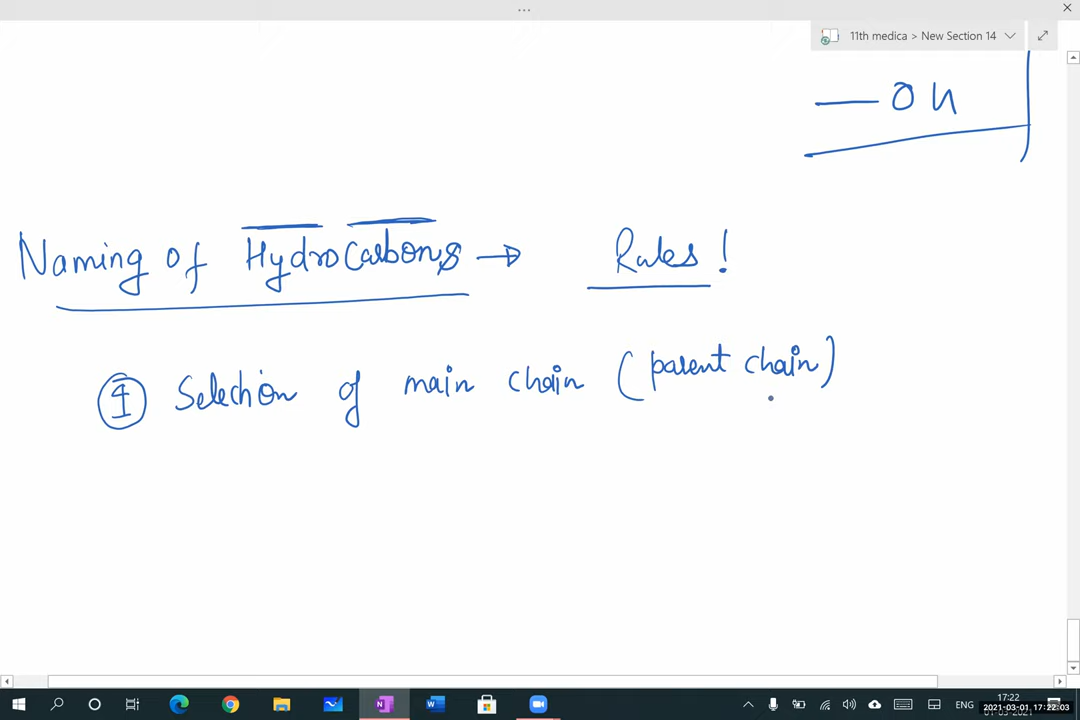 ...
11th medica > New Section 14
— OH
Naming of HydroCarbons → Rules !
① Selection of main chain (parent chain)
ENG
17:22
2021-03-01 17:22:03